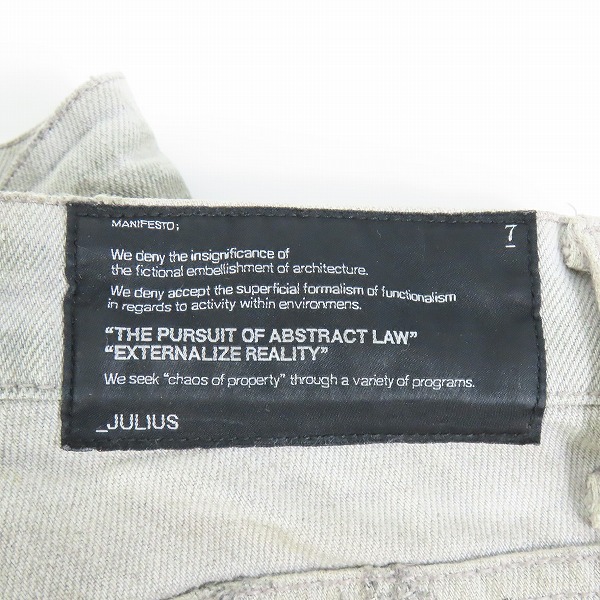 MANIFESTO;
7
We deny the insignificance of
the fictional embellishment of architecture.
We deny accept the superficial formalism of functionalism
in regards to activity within environmens.
"THE PURSUIT OF ABSTRACT LAW"
"EXTERNALIZE REALITY"
We seek "chaos of property" through a variety of programs.
_JULIUS